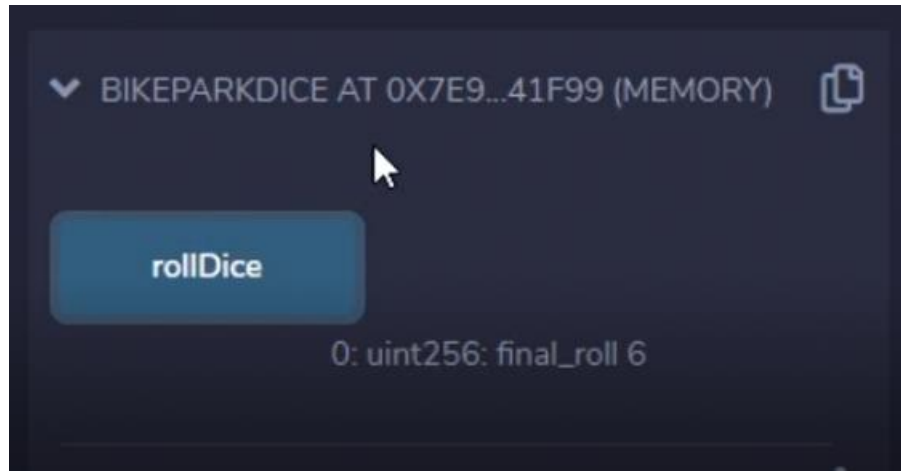 BIKEPARKDICE AT 0X7E9...41F99 (MEMORY)
rollDice
0: uint256: final_roll 6